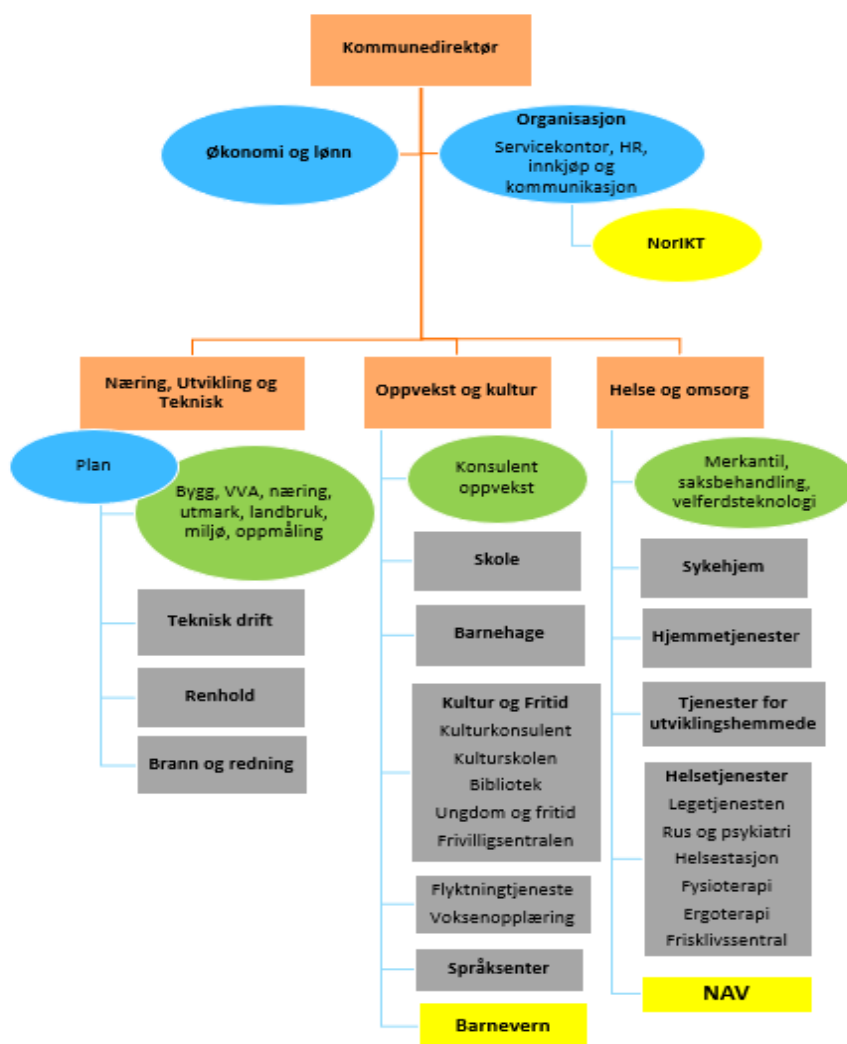 Kommunedirektør
Økonomi og lønn
Organisasjon
Servicekontor, HR,
innkjøp og
kommunikasjon
NorIKT
Næring, Utvikling og
Teknisk
Plan
Bygg, VVA, næring,
utmark, landbruk,
miljø, oppmåling
Teknisk drift
Renhold
Brann og redning
Oppvekst og kultur
Konsulent
oppvekst
Skole
Barnehage
Kultur og Fritid
Kulturkonsulent
Kulturskolen
Bibliotek
Ungdom og fritid
Frivilligsentralen
Flyktningtjeneste
Voksenopplæring
Språksenter
Barnevern
Helse og omsorg
Merkantil,
saksbehandling,
velferdsteknologi
Sykehjem
Hjemmetjenester
Tjenester for
utviklingshemmede
Helsetjenester
Legetjenesten
Rus og psykiatri
Helsestasjon
Fysioterapi
Ergoterapi
Frisklivssentral
NAV